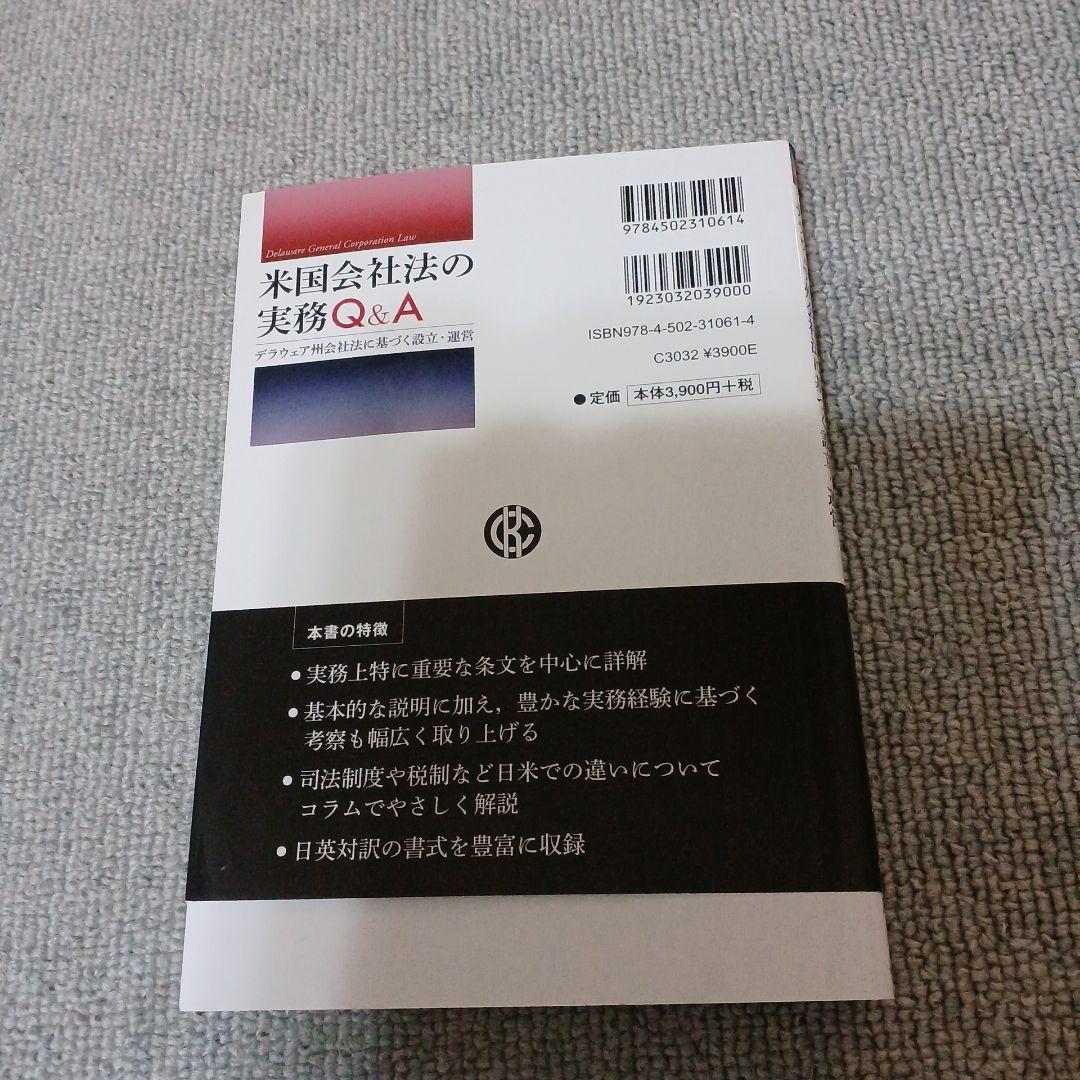 Delaware General Corporation Law
米国会社法の
実務Q&A
デラウェア州会社法に基づく設立・運営
9784502310614
1923032039000
ISBN978-4-502-31061-4
C3032 ¥3900E
●定価 本体3,900円+税
本書の特徴
●実務上特に重要な条文を中心に詳解
●基本的な説明に加え，豊かな実務経験に基づく
考察も幅広く取り上げる
●司法制度や税制など日米での違いについて
コラムでやさしく解説
●日英対訳の書式を豊富に収録